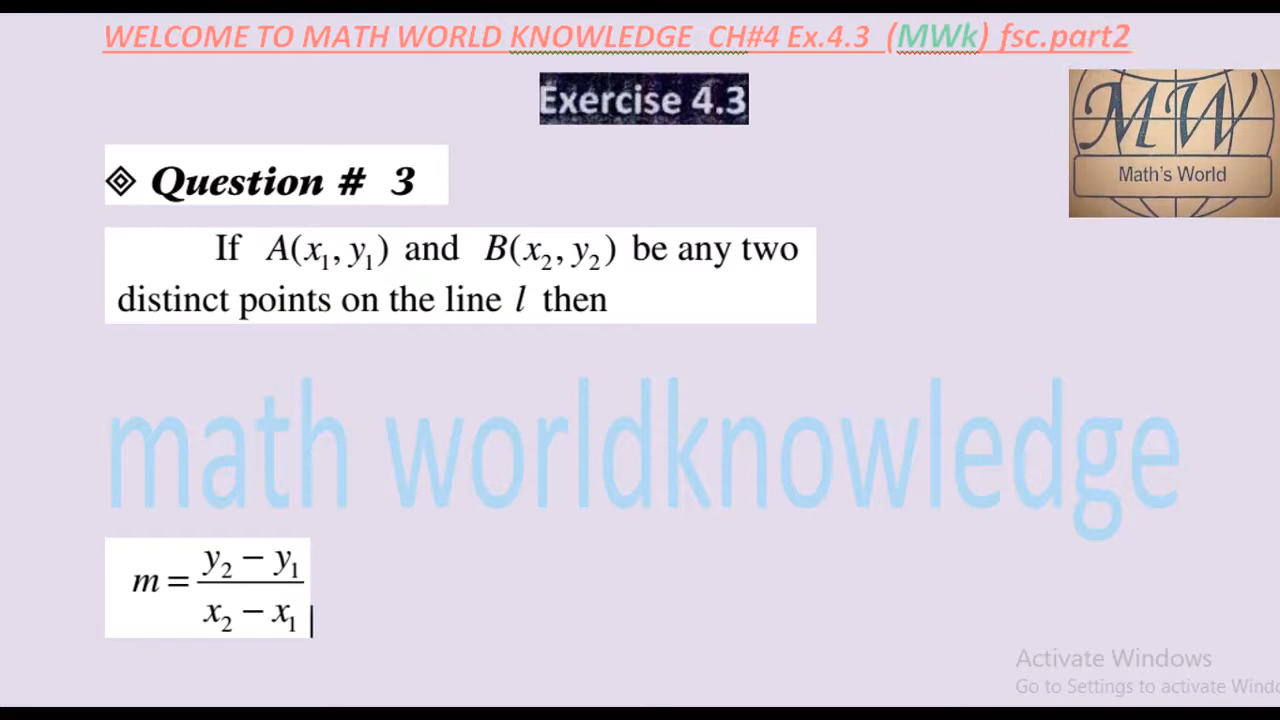 WELCOME TO MATH WORLD KNOWLEDGE CH#4 Ex.4.3 (MWk) fsc.part2
Exercise 4.3
MW
Math's World
Question # 3
If A(x₁, y₁) and B(x₂, y₂) be any two
distinct points on the line l then
math worldknowledge
m = (y₂ − y₁)/(x₂ − x₁)
Activate Windows
Go to Settings to activate Windo